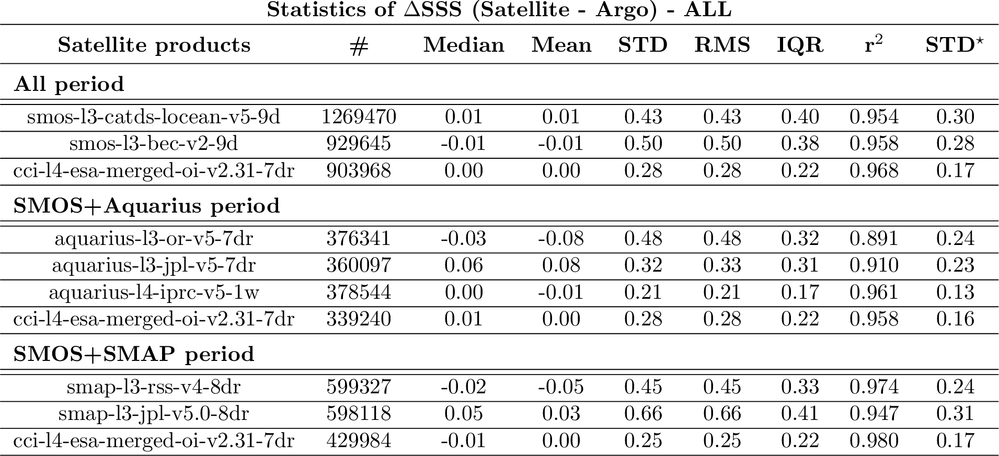 Statistics of ΔSSS (Satellite - Argo) - ALL
Satellite products # Median Mean STD RMS IQR r² STD⋆
All period
smos-l3-catds-locean-v5-9d 1269470 0.01 0.01 0.43 0.43 0.40 0.954 0.30
smos-l3-bec-v2-9d 929645 -0.01 -0.01 0.50 0.50 0.38 0.958 0.28
cci-l4-esa-merged-oi-v2.31-7dr 903968 0.00 0.00 0.28 0.28 0.22 0.968 0.17
SMOS+Aquarius period
aquarius-l3-or-v5-7dr 376341 -0.03 -0.08 0.48 0.48 0.32 0.891 0.24
aquarius-l3-jpl-v5-7dr 360097 0.06 0.08 0.32 0.33 0.31 0.910 0.23
aquarius-l4-iprc-v5-1w 378544 0.00 -0.01 0.21 0.21 0.17 0.961 0.13
cci-l4-esa-merged-oi-v2.31-7dr 339240 0.01 0.00 0.28 0.28 0.22 0.958 0.16
SMOS+SMAP period
smap-l3-rss-v4-8dr 599327 -0.02 -0.05 0.45 0.45 0.33 0.974 0.24
smap-l3-jpl-v5.0-8dr 598118 0.05 0.03 0.66 0.66 0.41 0.947 0.31
cci-l4-esa-merged-oi-v2.31-7dr 429984 -0.01 0.00 0.25 0.25 0.22 0.980 0.17